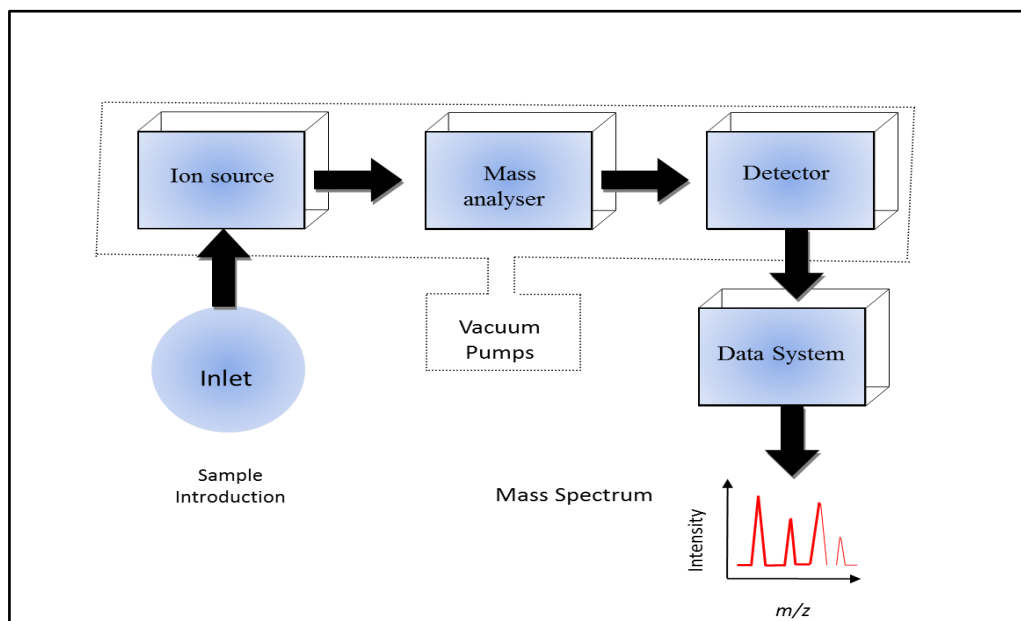 Ion source
Mass
analyser
Detector
Inlet
Vacuum
Pumps
Data System
Sample
Introduction
Mass Spectrum
Intensity
m/z